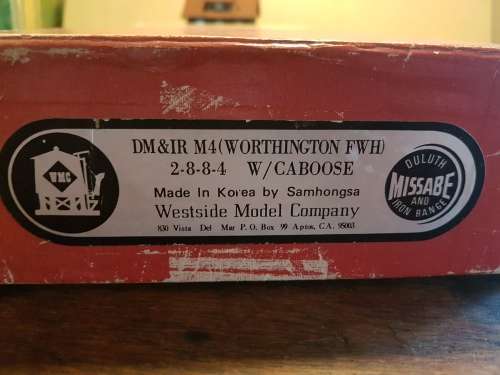 WMC
DM&IR M4(WORTHINGTON FWH)
2-8-8-4 W/CABOOSE
Made In Korea by Samhongsa
Westside Model Company
830 Vista Del Mar P.O. Box 99 Aptos, CA. 95003
DULUTH
MISSABE
AND
IRON RANGE